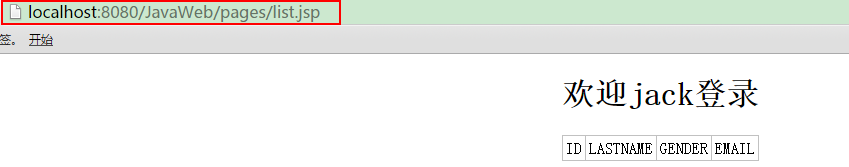 localhost:8080/JavaWeb/pages/list.jsp
签。 开始
欢迎jack登录
ID LASTNAME GENDER EMAIL